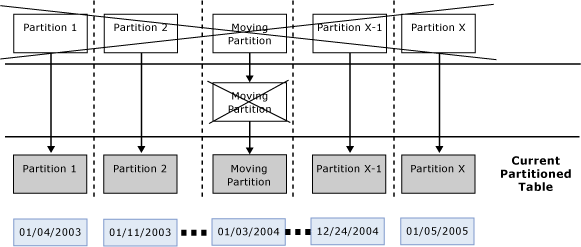 Partition 1
Partition 2
Moving
Partition
Partition X-1
Partition X
Moving
Partition
Partition 1
Partition 2
Moving
Partition
Partition X-1
Partition X
Current
Partitioned
Table
01/04/2003
01/11/2003
01/03/2004
12/24/2004
01/05/2005